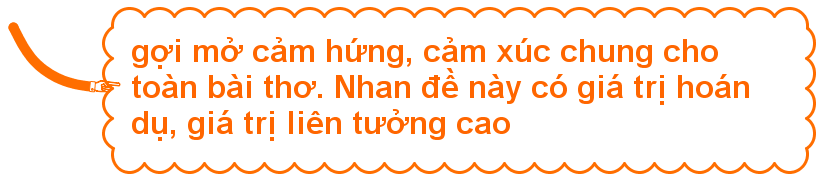 gợi mở cảm hứng, cảm xúc chung cho
toàn bài thơ. Nhan đề này có giá trị hoán
dụ, giá trị liên tưởng cao